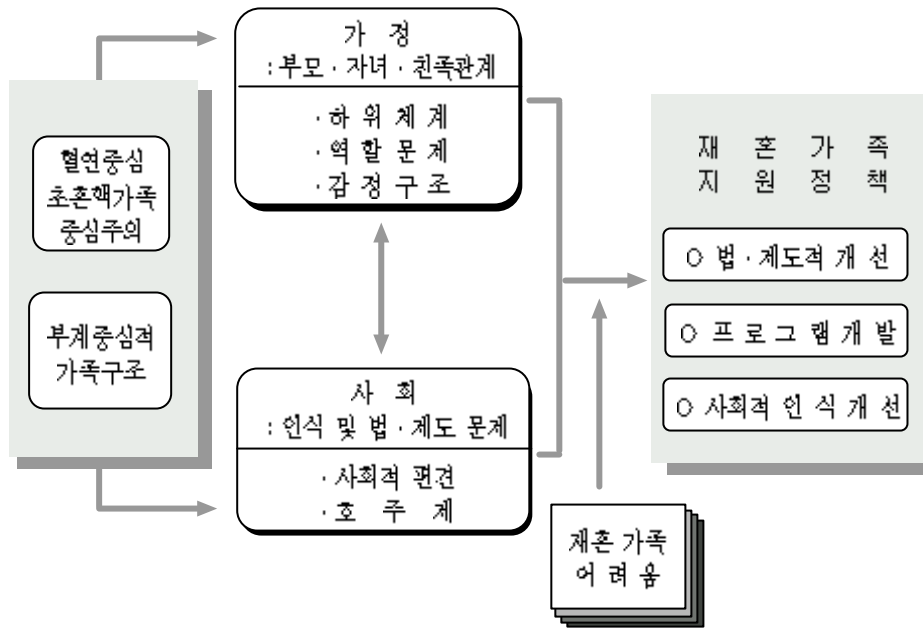 혈연중심
초혼핵가족
중심주의
부계중심적
가족구조
가 정
: 부모 · 자녀 · 친족관계
· 하 위 체 계
· 역 할 문 제
· 감 정 구 조
사 회
: 인식 및 법 · 제도 문제
· 사회적 편견
· 호 주 제
재혼 가족
어 려 움
재 혼 가 족
지 원 정 책
○ 법 · 제도적 개 선
○ 프 로 그 램 개 발
○ 사회적 인 식 개 선